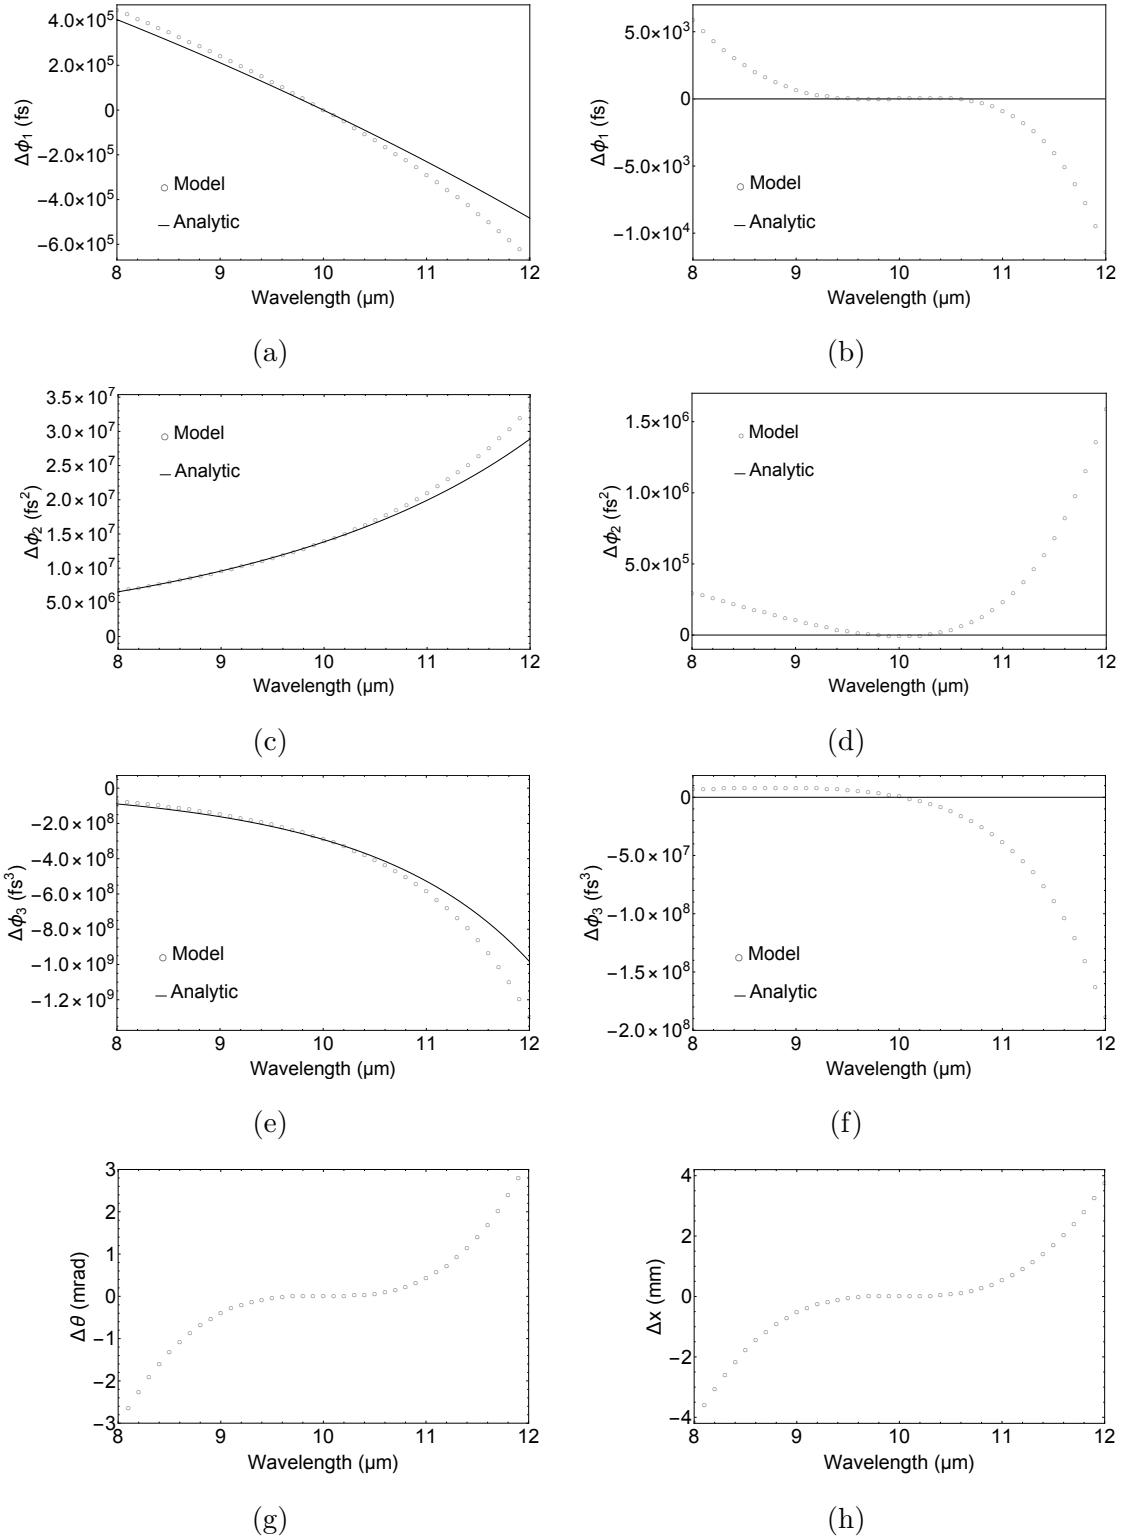 4.0×10⁵
2.0×10⁵
0
−2.0×10⁵
−4.0×10⁵
−6.0×10⁵
Δϕ₁ (fs)
○ Model
— Analytic
8 9 10 11 12
Wavelength (μm)
(a)
5.0×10³
0
−5.0×10³
−1.0×10⁴
Δϕ₁ (fs)
○ Model
— Analytic
8 9 10 11 12
Wavelength (μm)
(b)
3.5×10⁷
3.0×10⁷
2.5×10⁷
2.0×10⁷
1.5×10⁷
1.0×10⁷
5.0×10⁶
0
Δϕ₂ (fs²)
○ Model
— Analytic
8 9 10 11 12
Wavelength (μm)
(c)
1.5×10⁶
1.0×10⁶
5.0×10⁵
0
Δϕ₂ (fs²)
○ Model
— Analytic
8 9 10 11 12
Wavelength (μm)
(d)
0
−2.0×10⁸
−4.0×10⁸
−6.0×10⁸
−8.0×10⁸
−1.0×10⁹
−1.2×10⁹
Δϕ₃ (fs³)
○ Model
— Analytic
8 9 10 11 12
Wavelength (μm)
(e)
0
−5.0×10⁷
−1.0×10⁸
−1.5×10⁸
−2.0×10⁸
Δϕ₃ (fs³)
○ Model
— Analytic
8 9 10 11 12
Wavelength (μm)
(f)
3
2
1
0
−1
−2
−3
Δθ (mrad)
8 9 10 11 12
Wavelength (μm)
(g)
4
2
0
−2
−4
Δx (mm)
8 9 10 11 12
Wavelength (μm)
(h)